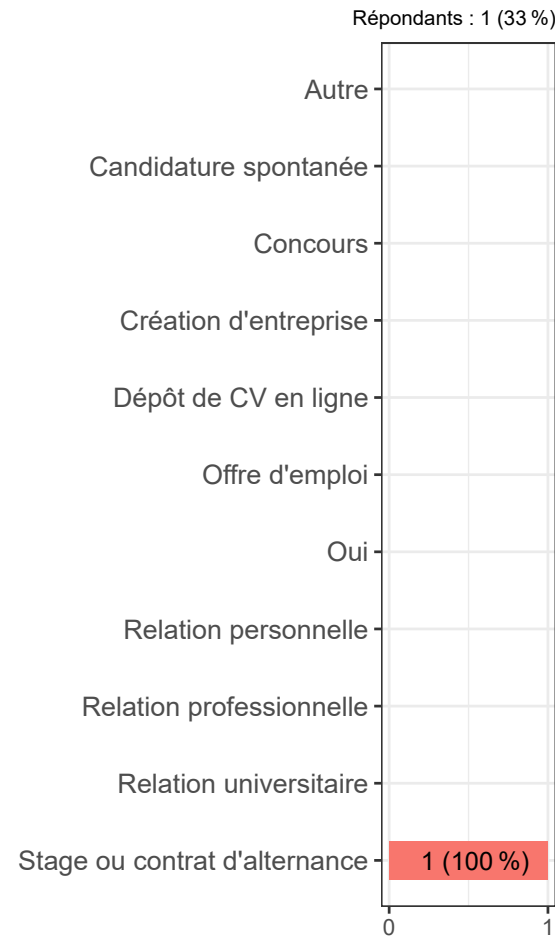 Répondants : 1 (33 %)
Autre
Candidature spontanée
Concours
Création d'entreprise
Dépôt de CV en ligne
Offre d'emploi
Oui
Relation personnelle
Relation professionnelle
Relation universitaire
Stage ou contrat d'alternance 1 (100 %)
0 1